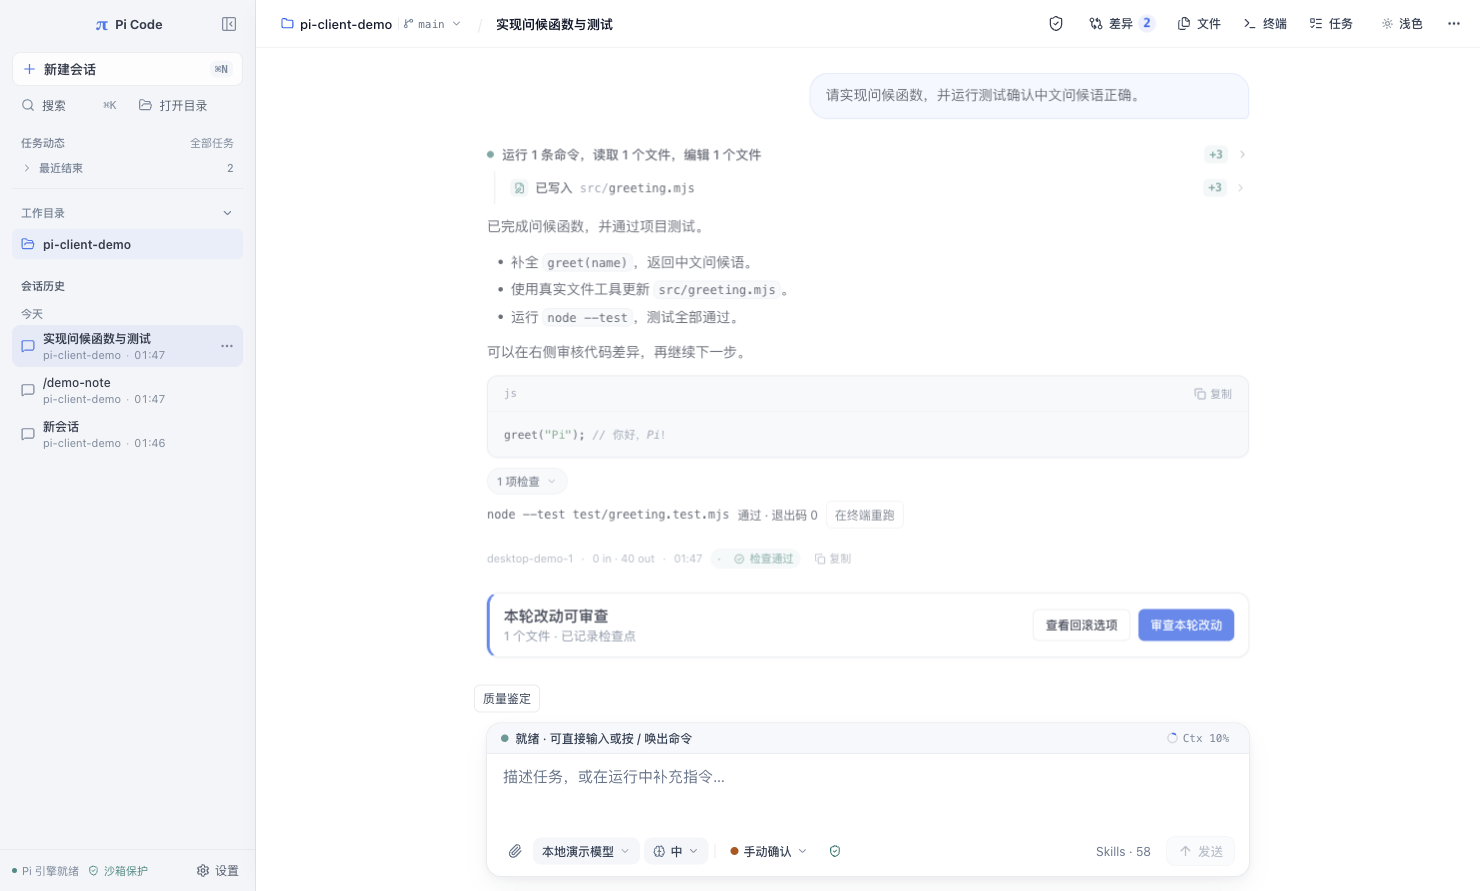 Pi Code
新建会话 ⌘N
搜索 ⌘K 打开目录
任务动态 全部任务
最近结束 2
工作目录
pi-client-demo
会话历史
今天
实现问候函数与测试
pi-client-demo · 01:47
/demo-note
pi-client-demo · 01:47
新会话
pi-client-demo · 01:46
Pi 引擎就绪 沙箱保护 设置
pi-client-demo main / 实现问候函数与测试
差异 2 文件 终端 任务 浅色
请实现问候函数，并运行测试确认中文问候语正确。
运行 1 条命令，读取 1 个文件，编辑 1 个文件 +3
已写入 src/greeting.mjs +3
已完成问候函数，并通过项目测试。
• 补全 greet(name)，返回中文问候语。
• 使用真实文件工具更新 src/greeting.mjs。
• 运行 node --test，测试全部通过。
可以在右侧审核代码差异，再继续下一步。
js 复制
greet("Pi"); // 你好，Pi！
1 项检查
node --test test/greeting.test.mjs 通过 · 退出码 0 在终端重跑
desktop-demo-1 · 0 in · 40 out · 01:47 · 检查通过 复制
本轮改动可审查
1 个文件 · 已记录检查点
查看回滚选项 审查本轮改动
质量鉴定
就绪 · 可直接输入或按 / 唤出命令 Ctx 10%
描述任务，或在运行中补充指令...
本地演示模型 中 手动确认 Skills · 58 发送